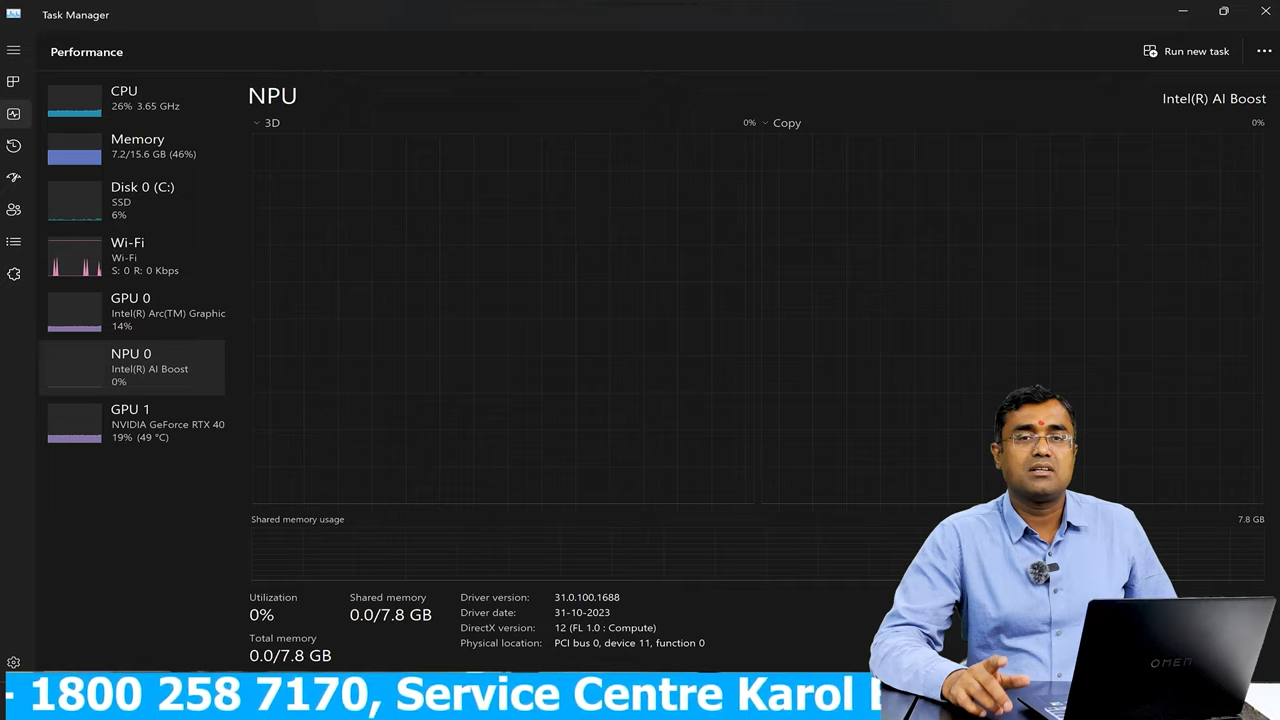 Task Manager
Performance
Run new task
CPU
26% 3.65 GHz
Memory
7.2/15.6 GB (46%)
Disk 0 (C:)
SSD
6%
Wi-Fi
Wi-Fi
S: 0 R: 0 Kbps
GPU 0
Intel(R) Arc(TM) Graphic
14%
NPU 0
Intel(R) AI Boost
0%
GPU 1
NVIDIA GeForce RTX 40
19% (49 °C)
NPU
Intel(R) AI Boost
3D 0% Copy 0%
Shared memory usage 7.8 GB
Utilization
0%
Shared memory
0.0/7.8 GB
Total memory
0.0/7.8 GB
Driver version: 31.0.100.1688
Driver date: 31-10-2023
DirectX version: 12 (FL 1.0 : Compute)
Physical location: PCI bus 0, device 11, function 0
OMEN
- 1800 258 7170, Service Centre Karol